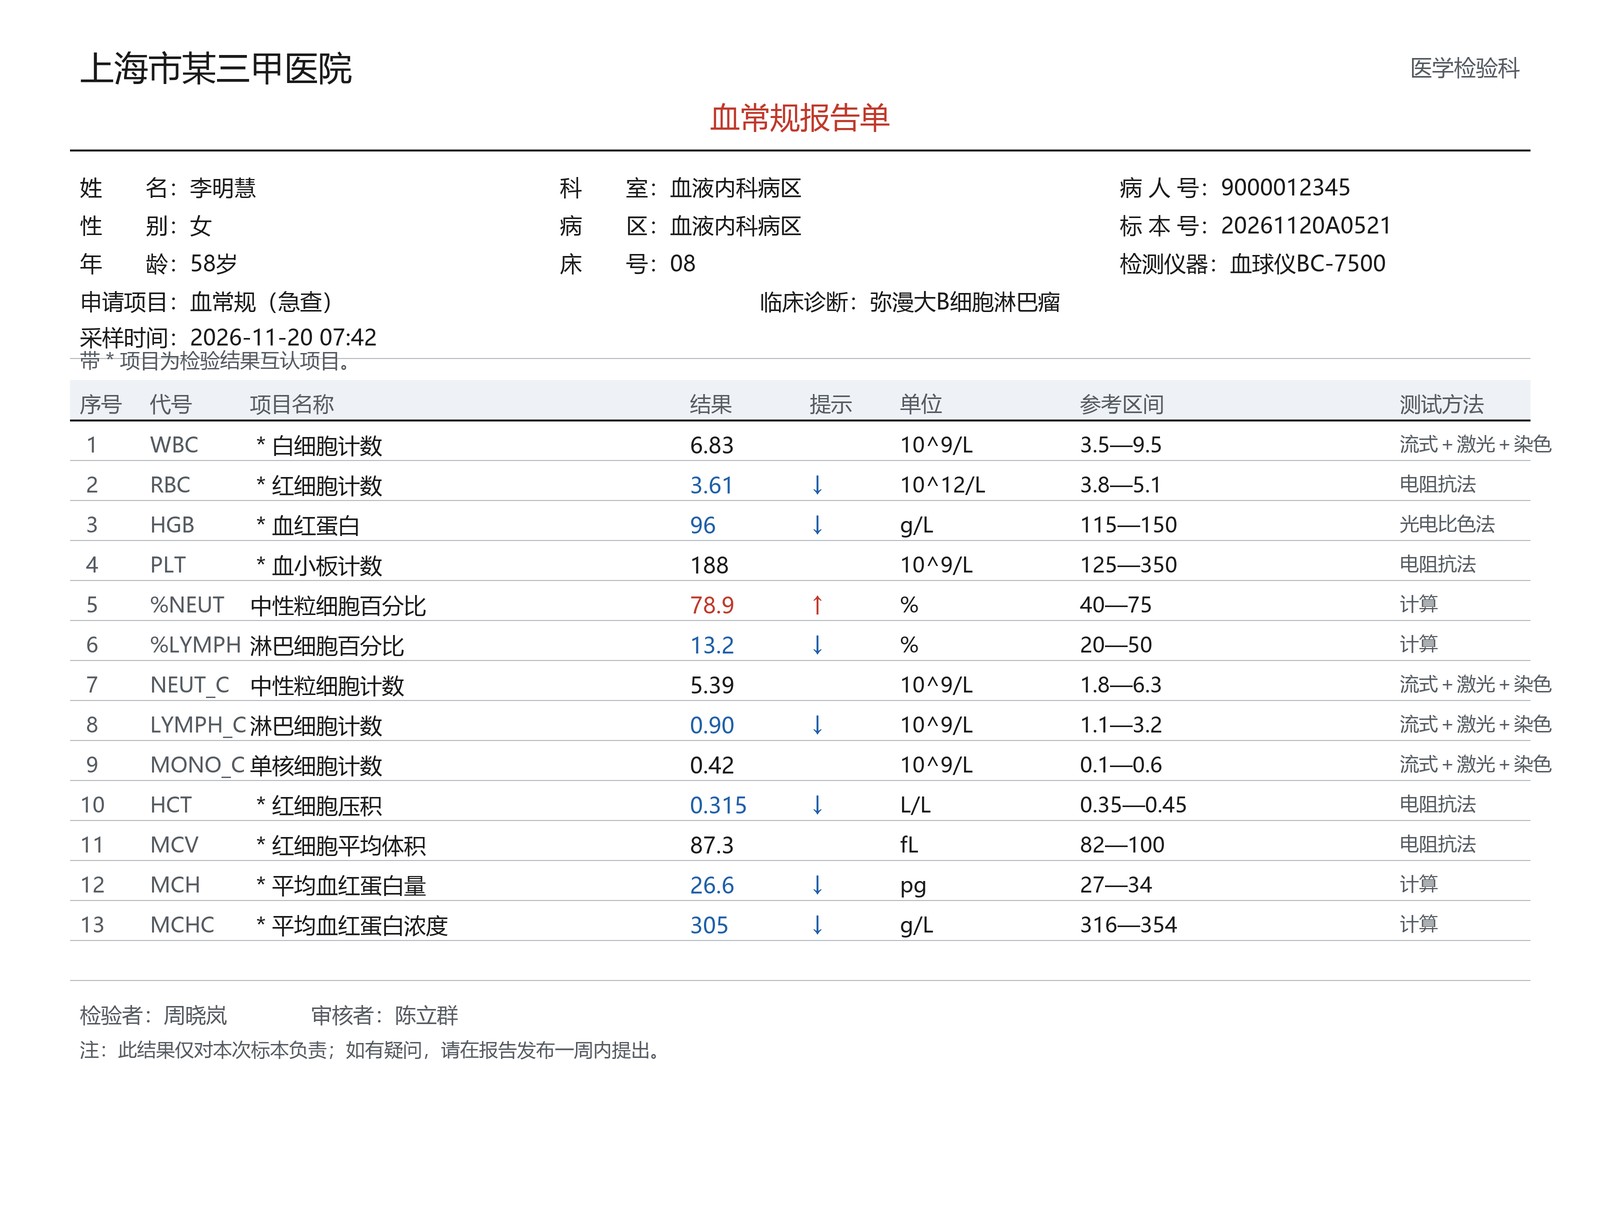 上海市某三甲医院 医学检验科
血常规报告单
姓 名：李明慧 科 室：血液内科病区 病 人 号：9000012345
性 别：女 病 区：血液内科病区 标 本 号：20261120A0521
年 龄：58岁 床 号：08 检测仪器：血球仪BC-7500
申请项目：血常规（急查） 临床诊断：弥漫大B细胞淋巴瘤
采样时间：2026-11-20 07:42
带 * 项目为检验结果互认项目。
序号 代号 项目名称 结果 提示 单位 参考区间 测试方法
1 WBC * 白细胞计数 6.83 10^9/L 3.5—9.5 流式＋激光＋染色
2 RBC * 红细胞计数 3.61 ↓ 10^12/L 3.8—5.1 电阻抗法
3 HGB * 血红蛋白 96 ↓ g/L 115—150 光电比色法
4 PLT * 血小板计数 188 10^9/L 125—350 电阻抗法
5 %NEUT 中性粒细胞百分比 78.9 ↑ % 40—75 计算
6 %LYMPH 淋巴细胞百分比 13.2 ↓ % 20—50 计算
7 NEUT_C 中性粒细胞计数 5.39 10^9/L 1.8—6.3 流式＋激光＋染色
8 LYMPH_C 淋巴细胞计数 0.90 ↓ 10^9/L 1.1—3.2 流式＋激光＋染色
9 MONO_C 单核细胞计数 0.42 10^9/L 0.1—0.6 流式＋激光＋染色
10 HCT * 红细胞压积 0.315 ↓ L/L 0.35—0.45 电阻抗法
11 MCV * 红细胞平均体积 87.3 fL 82—100 电阻抗法
12 MCH * 平均血红蛋白量 26.6 ↓ pg 27—34 计算
13 MCHC * 平均血红蛋白浓度 305 ↓ g/L 316—354 计算
检验者：周晓岚 审核者：陈立群
注：此结果仅对本次标本负责；如有疑问，请在报告发布一周内提出。